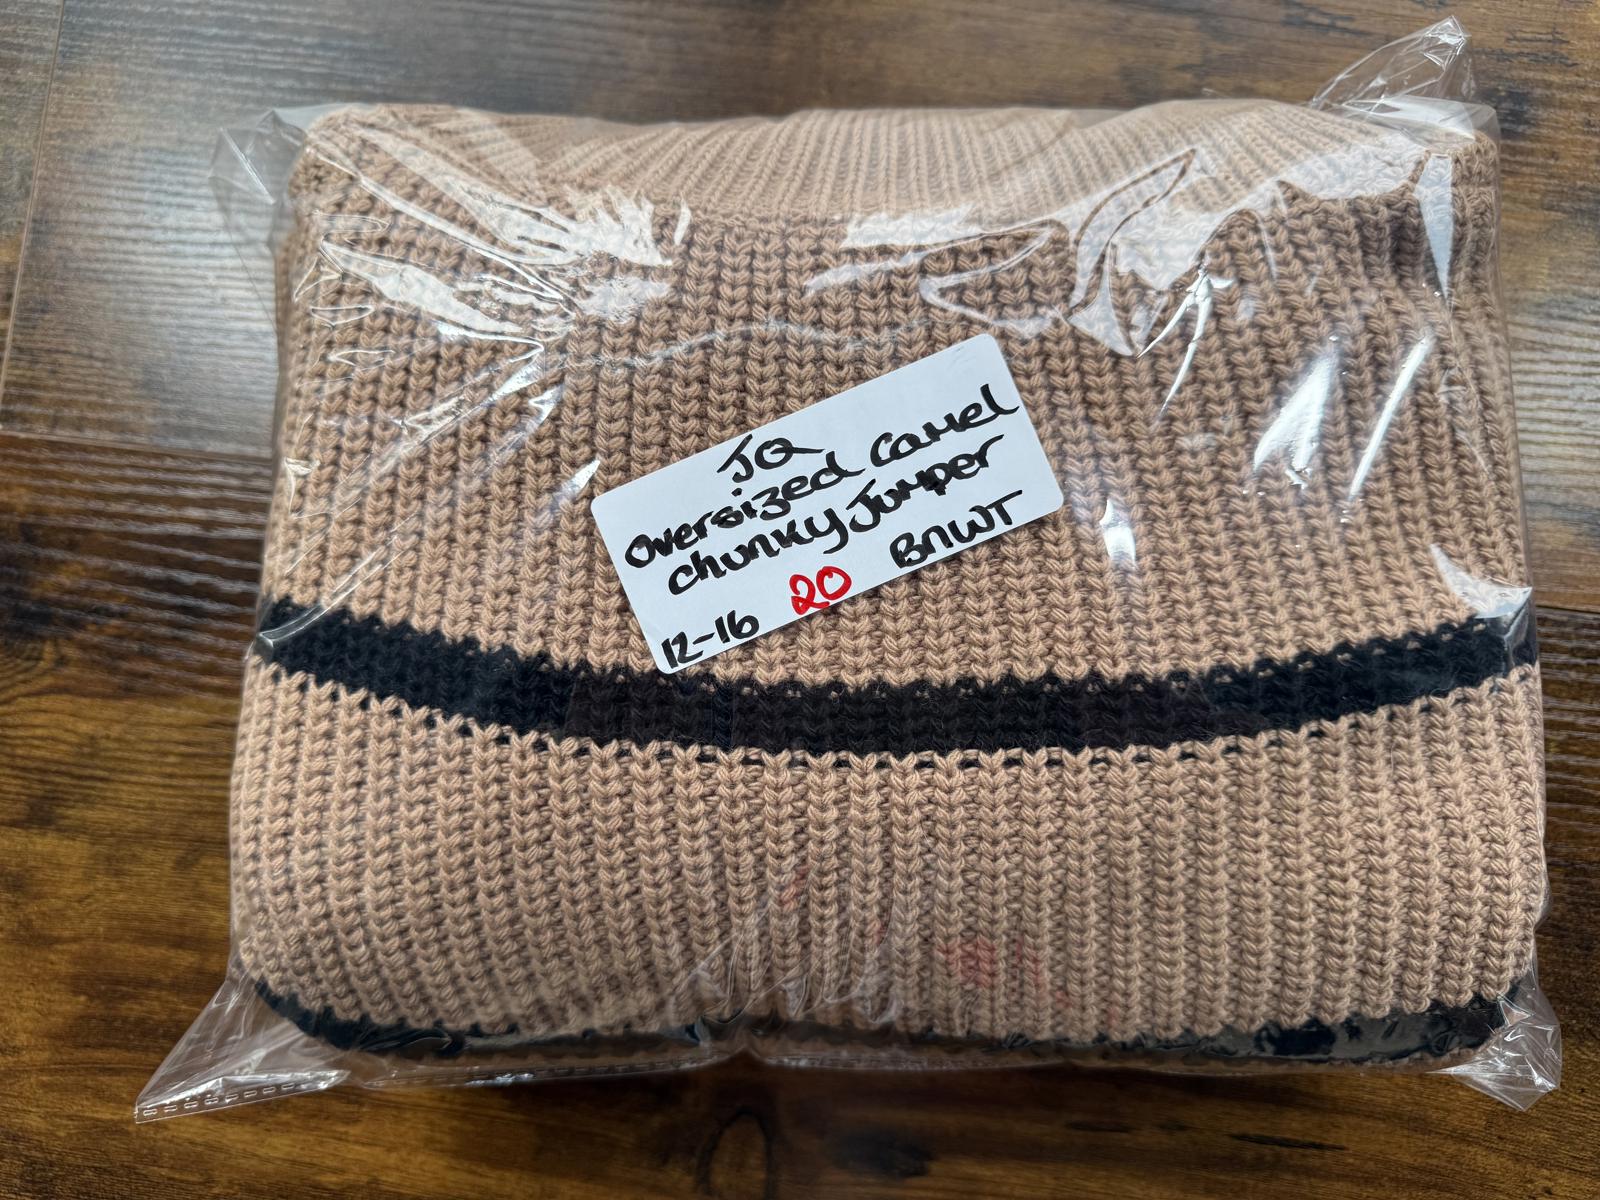 JQ
Oversized Camel
Chunky Jumper
12-16 20 BNWT